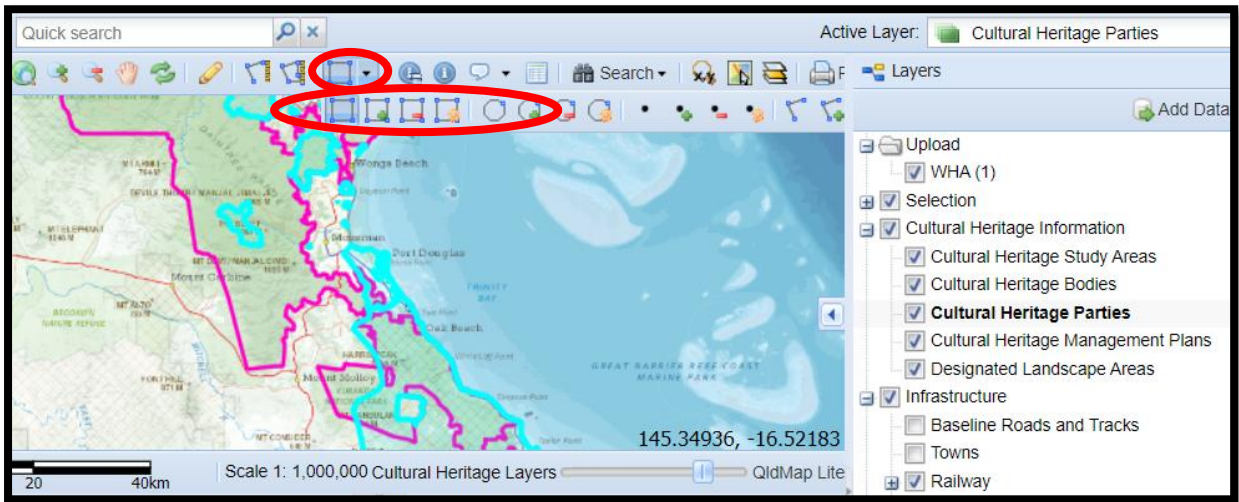 Quick search
Active Layer: Cultural Heritage Parties
Search
Layers
Add Data
Upload
WHA (1)
Selection
Cultural Heritage Information
Cultural Heritage Study Areas
Cultural Heritage Bodies
Cultural Heritage Parties
Cultural Heritage Management Plans
Designated Landscape Areas
Infrastructure
Baseline Roads and Tracks
Towns
Railway
Wonga Beach
Mossman
Port Douglas
TRINITY
BAY
Mount Carbine
Oak Beach
Mount Molloy
GREAT BARRIER REEF COAST
MARINE PARK
145.34936, -16.52183
20
40km
Scale 1: 1,000,000
Cultural Heritage Layers
QldMap Lite